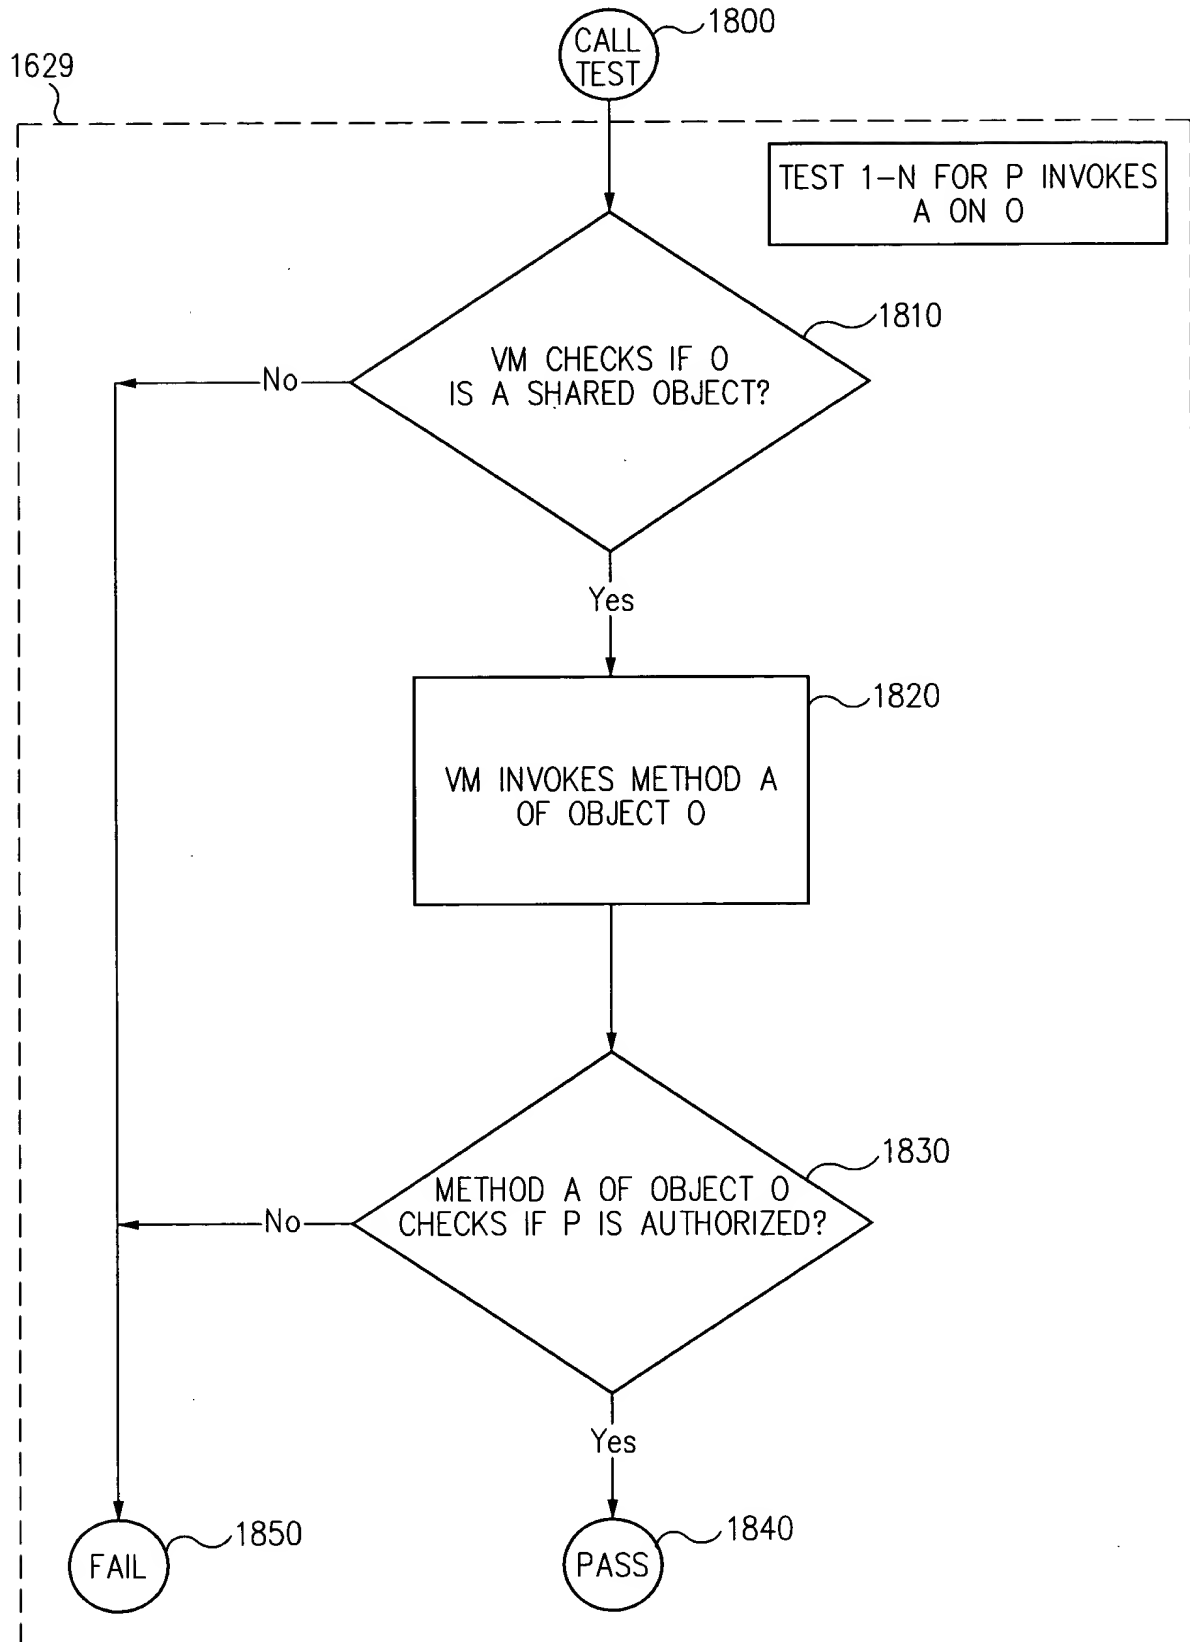 CALL
TEST
1800
1629
TEST 1-N FOR P INVOKES
A ON O
1810
VM CHECKS IF O
IS A SHARED OBJECT?
No
Yes
1820
VM INVOKES METHOD A
OF OBJECT O
1830
METHOD A OF OBJECT O
CHECKS IF P IS AUTHORIZED?
No
Yes
1850
FAIL
1840
PASS